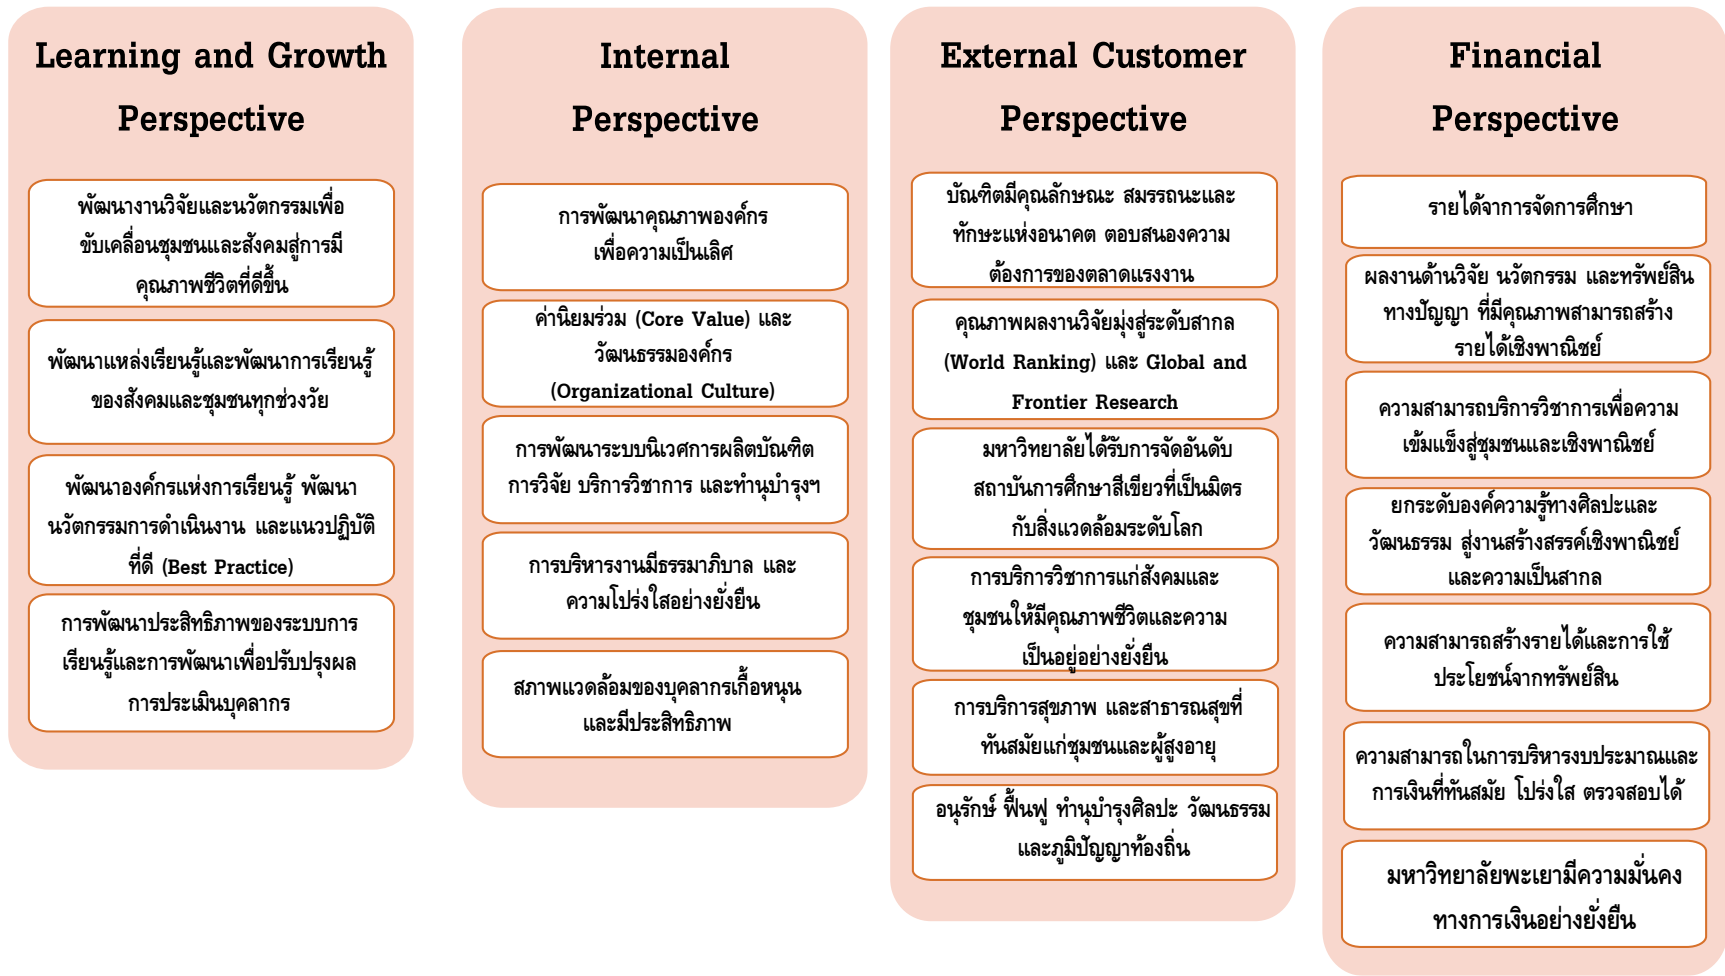 Learning and Growth
Perspective
พัฒนางานวิจัยและนวัตกรรมเพื่อ
ขับเคลื่อนชุมชนและสังคมสู่การมี
คุณภาพชีวิตที่ดีขึ้น
พัฒนาแหล่งเรียนรู้และพัฒนาการเรียนรู้
ของสังคมและชุมชนทุกช่วงวัย
พัฒนาองค์กรแห่งการเรียนรู้ พัฒนา
นวัตกรรมการดำเนินงาน และแนวปฏิบัติ
ที่ดี (Best Practice)
การพัฒนาประสิทธิภาพของระบบการ
เรียนรู้และการพัฒนาเพื่อปรับปรุงผล
การประเมินบุคลากร
Internal
Perspective
การพัฒนาคุณภาพองค์กร
เพื่อความเป็นเลิศ
ค่านิยมร่วม (Core Value) และ
วัฒนธรรมองค์กร
(Organizational Culture)
การพัฒนาระบบนิเวศการผลิตบัณฑิต
การวิจัย บริการวิชาการ และทำนุบำรุงฯ
การบริหารงานมีธรรมาภิบาล และ
ความโปร่งใสอย่างยั่งยืน
สภาพแวดล้อมของบุคลากรเกื้อหนุน
และมีประสิทธิภาพ
External Customer
Perspective
บัณฑิตมีคุณลักษณะ สมรรถนะและ
ทักษะแห่งอนาคต ตอบสนองความ
ต้องการของตลาดแรงงาน
คุณภาพผลงานวิจัยมุ่งสู่ระดับสากล
(World Ranking) และ Global and
Frontier Research
มหาวิทยาลัยได้รับการจัดอันดับ
สถาบันการศึกษาสีเขียวที่เป็นมิตร
กับสิ่งแวดล้อมระดับโลก
การบริการวิชาการแก่สังคมและ
ชุมชนให้มีคุณภาพชีวิตและความ
เป็นอยู่อย่างยั่งยืน
การบริการสุขภาพ และสาธารณสุขที่
ทันสมัยแก่ชุมชนและผู้สูงอายุ
อนุรักษ์ ฟื้นฟู ทำนุบำรุงศิลปะ วัฒนธรรม
และภูมิปัญญาท้องถิ่น
Financial
Perspective
รายได้จาการจัดการศึกษา
ผลงานด้านวิจัย นวัตกรรม และทรัพย์สิน
ทางปัญญา ที่มีคุณภาพสามารถสร้าง
รายได้เชิงพาณิชย์
ความสามารถบริการวิชาการเพื่อความ
เข้มแข็งสู่ชุมชนและเชิงพาณิชย์
ยกระดับองค์ความรู้ทางศิลปะและ
วัฒนธรรม สู่งานสร้างสรรค์เชิงพาณิชย์
และความเป็นสากล
ความสามารถสร้างรายได้และการใช้
ประโยชน์จากทรัพย์สิน
ความสามารถในการบริหารงบประมาณและ
การเงินที่ทันสมัย โปร่งใส ตรวจสอบได้
มหาวิทยาลัยพะเยามีความมั่นคง
ทางการเงินอย่างยั่งยืน